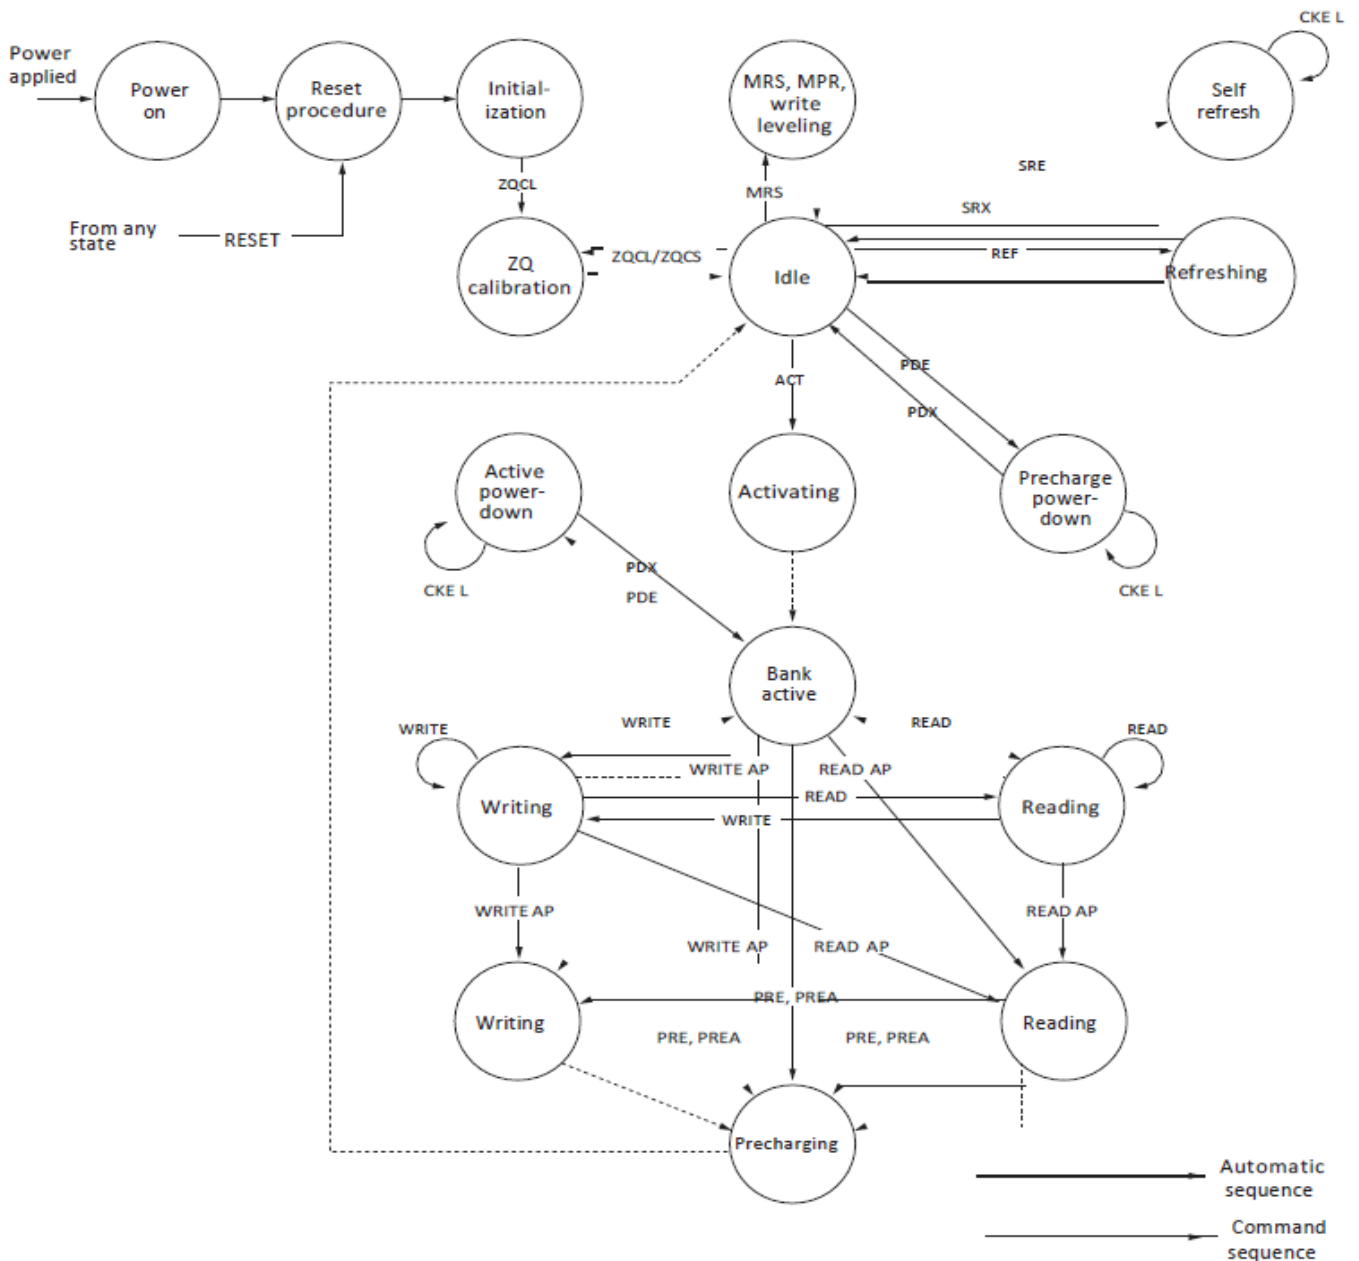 CKE L
Power
applied
Power
on
Reset
procedure
Initial-
ization
MRS, MPR,
write
leveling
Self
refresh
SRE
ZQCL
MRS
SRX
From any
state
RESET
ZQCL/ZQCS
REF
ZQ
calibration
Idle
Refreshing
PDE
ACT
PDX
Active
power-
down
Activating
Precharge
power-
down
PDX
CKE L
PDE
CKE L
Bank
active
WRITE
WRITE
READ
READ
WRITE AP
READ AP
Writing
READ
Reading
WRITE
WRITE AP
READ AP
WRITE AP
READ AP
PRE, PREA
Writing
Reading
PRE, PREA
PRE, PREA
Precharging
Automatic
sequence
Command
sequence